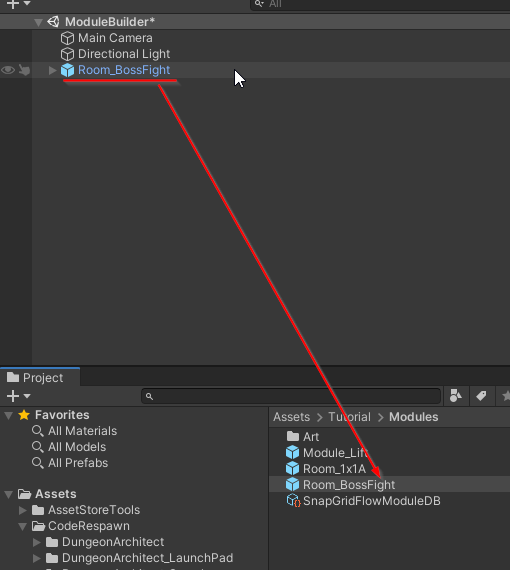 All
ModuleBuilder*
Main Camera
Directional Light
Room_BossFight
Project
Favorites
All Materials
All Models
All Prefabs
Assets
AssetStoreTools
CodeRespawn
DungeonArchitect
DungeonArchitect_LaunchPad
Assets > Tutorial > Modules
Art
Module_Lift
Room_1x1A
Room_BossFight
SnapGridFlowModuleDB